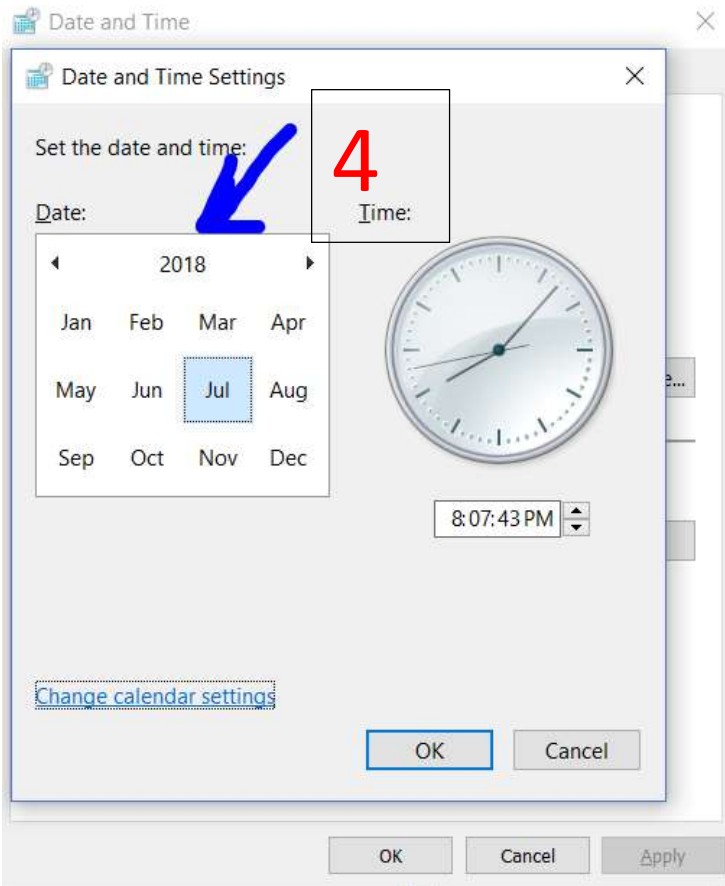 Date and Time
Date and Time Settings
Set the date and time:
4
Date:
Time:
2018
Jan Feb Mar Apr
May Jun Jul Aug
Sep Oct Nov Dec
8:07:43 PM
Change calendar settings
OK Cancel
OK Cancel Apply